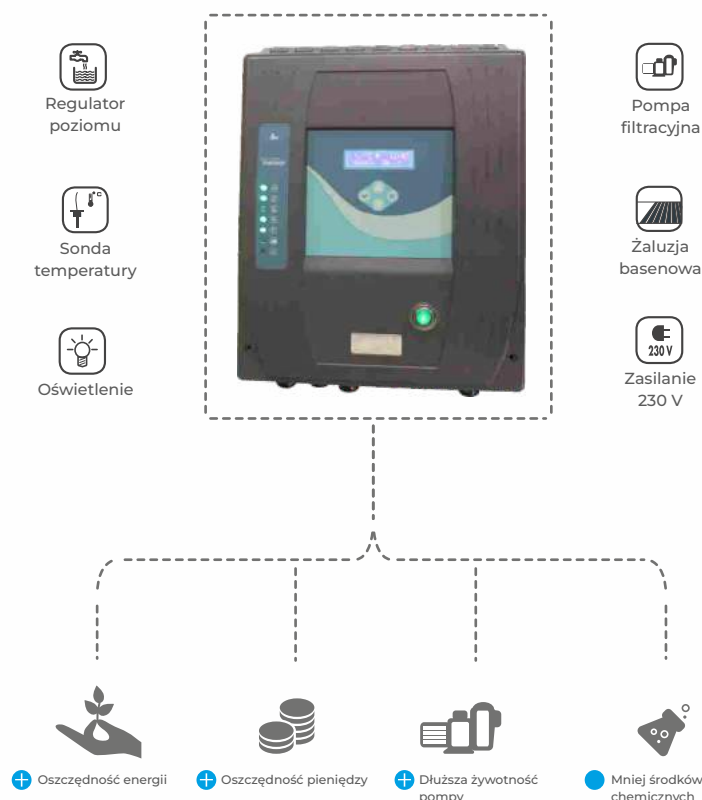 Regulator
poziomu
Pompa
filtracyjna
°C
Sonda
temperatury
Żaluzja
basenowa
Oświetlenie
230 V
Zasilanie
230 V
Oszczędność energii
Oszczędność pieniędzy
Dłuższa żywotność
pompy
Mniej środków
chemicznych